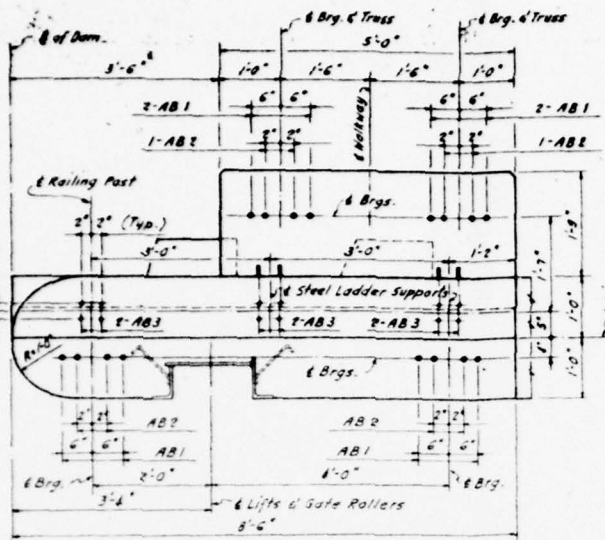 ₵ Brg. & Truss
₵ Brg. & Truss
of Dam
5'-0"
3'-6"
1'-0"
1'-6"
1'-6"
1'-0"
6"
6"
6"
6"
2-AB1
2-AB1
2"
2"
2"
2"
1-AB2
1-AB2
₵ Walkway
₵ Railing Post
2"
2"
(Typ.)
₵ Brgs.
3'-0"
3'-0"
1'-2"
1'-9"
1'-7"
₵ Steel Ladder Supports
2-AB3
2-AB3
2-AB3
5"
1'-0"
R=1'-0"
₵ Brgs.
1'-0"
2"
2"
AB2
AB2
2"
2"
6"
6"
AB1
AB1
6"
6"
₵ Brg.
2'-0"
₵ Brg.
₵ Lifts & Gate Rollers
8'-6"